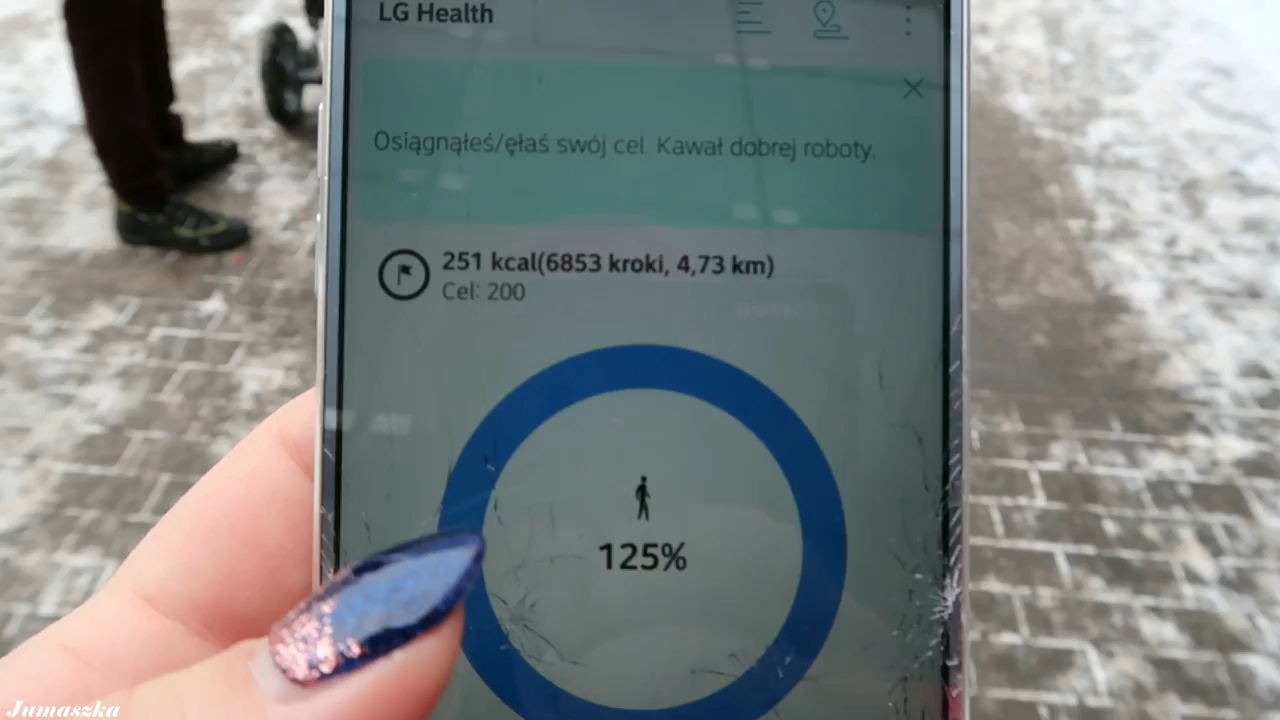 LG Health
Osiągnąłeś/ęłaś swój cel. Kawał dobrej roboty.
251 kcal(6853 kroki, 4,73 km)
Cel: 200
125%
Jumaszka